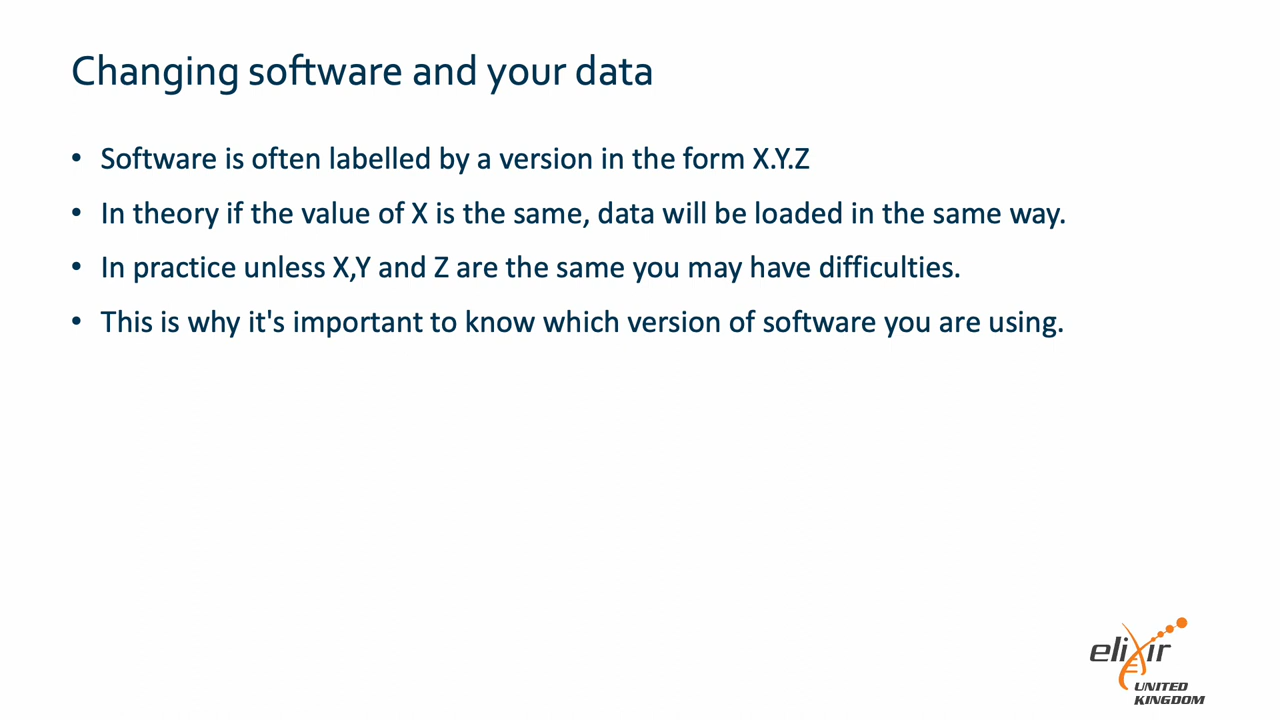 Changing software and your data
• Software is often labelled by a version in the form X.Y.Z
• In theory if the value of X is the same, data will be loaded in the same way.
• In practice unless X,Y and Z are the same you may have difficulties.
• This is why it's important to know which version of software you are using.
elixir
UNITED
KINGDOM